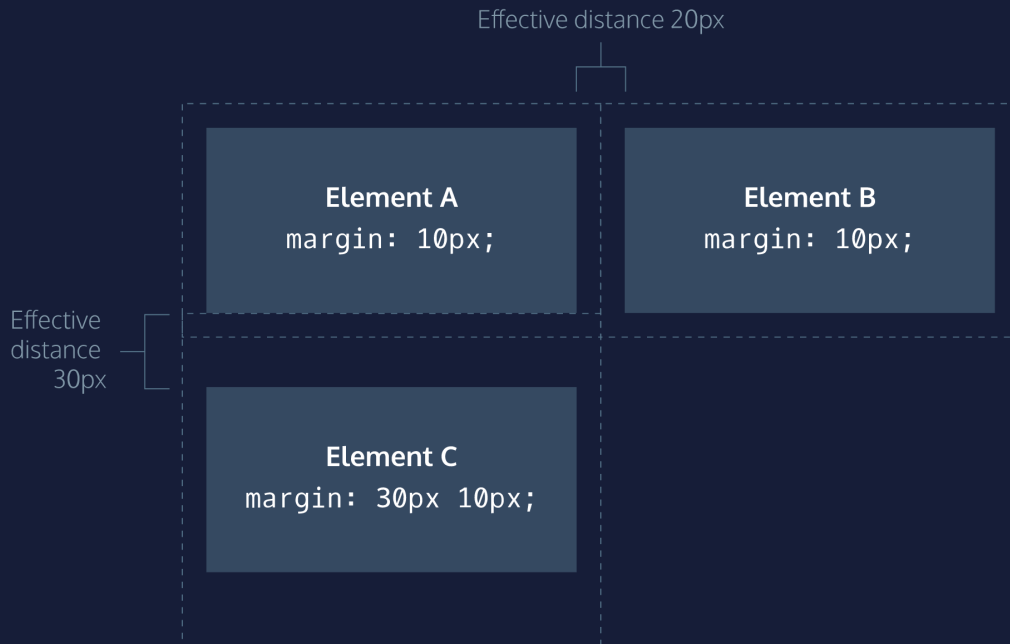 Effective distance 20px
Element A
margin: 10px;
Element B
margin: 10px;
Effective
distance
30px
Element C
margin: 30px 10px;